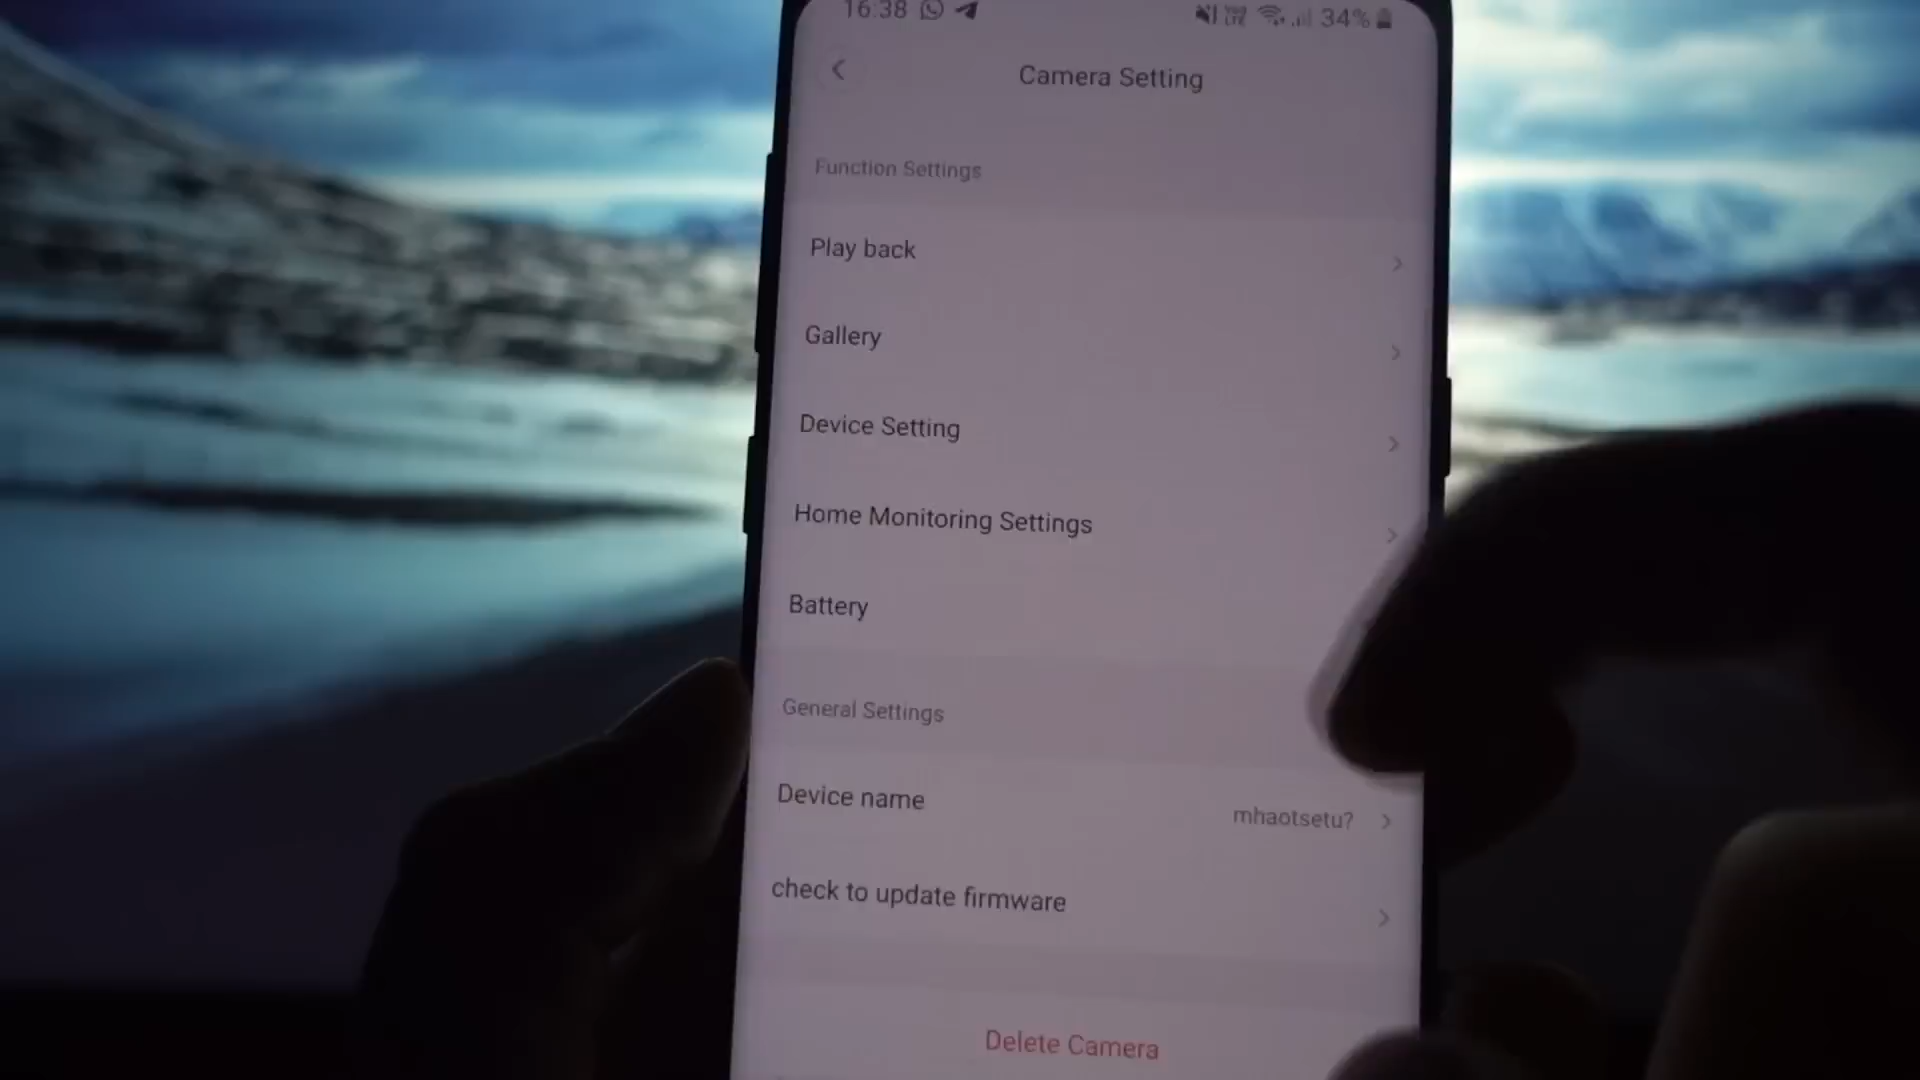 16:38 34%
Camera Setting
Function Settings
Play back
Gallery
Device Setting
Home Monitoring Settings
Battery
General Settings
Device name mhaotsetu?
check to update firmware
Delete Camera